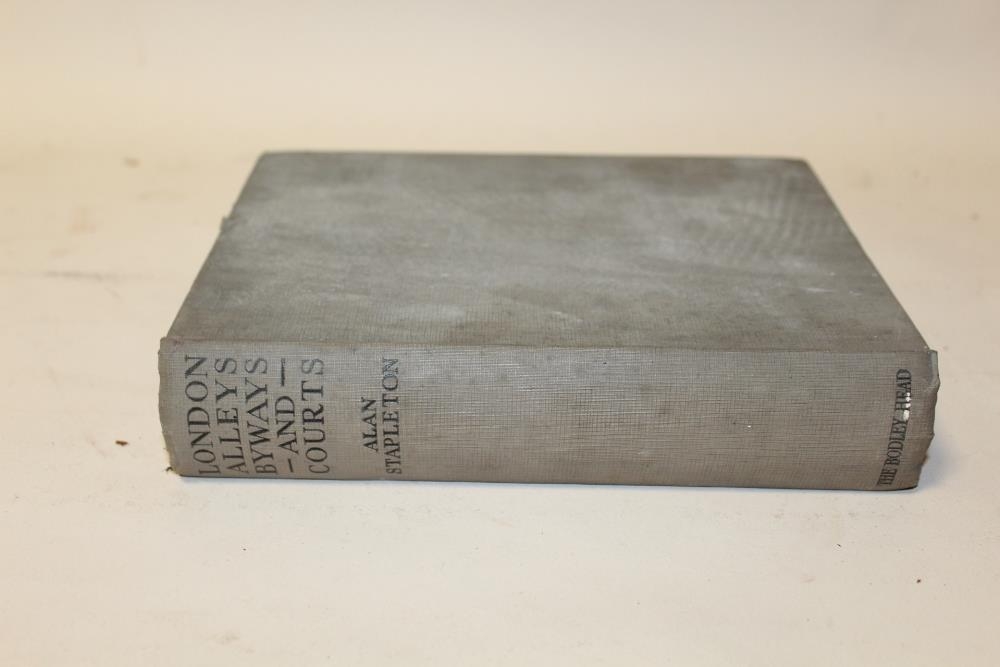 LONDON
ALLEYS
BYWAYS
— AND —
COURTS
ALAN
STAPLETON
THE BODLEY HEAD